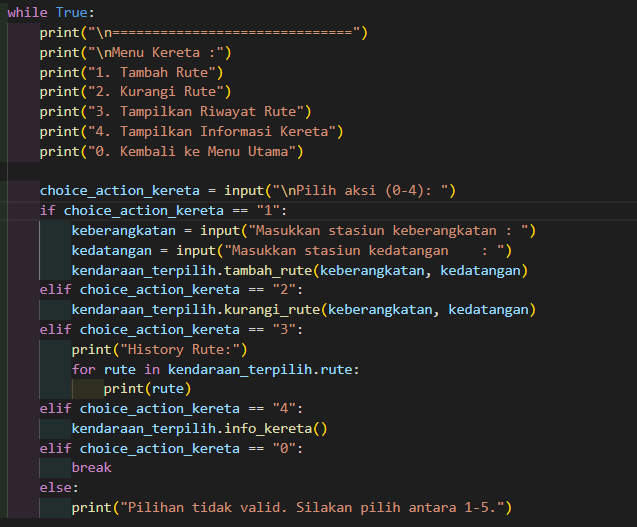 while True:
    print("\n==============================")
    print("\nMenu Kereta :")
    print("1. Tambah Rute")
    print("2. Kurangi Rute")
    print("3. Tampilkan Riwayat Rute")
    print("4. Tampilkan Informasi Kereta")
    print("0. Kembali ke Menu Utama")

    choice_action_kereta = input("\nPilih aksi (0-4): ")
    if choice_action_kereta == "1":
        keberangkatan = input("Masukkan stasiun keberangkatan : ")
        kedatangan = input("Masukkan stasiun kedatangan    : ")
        kendaraan_terpilih.tambah_rute(keberangkatan, kedatangan)
    elif choice_action_kereta == "2":
        kendaraan_terpilih.kurangi_rute(keberangkatan, kedatangan)
    elif choice_action_kereta == "3":
        print("History Rute:")
        for rute in kendaraan_terpilih.rute:
            print(rute)
    elif choice_action_kereta == "4":
        kendaraan_terpilih.info_kereta()
    elif choice_action_kereta == "0":
        break
    else:
        print("Pilihan tidak valid. Silakan pilih antara 1-5.")